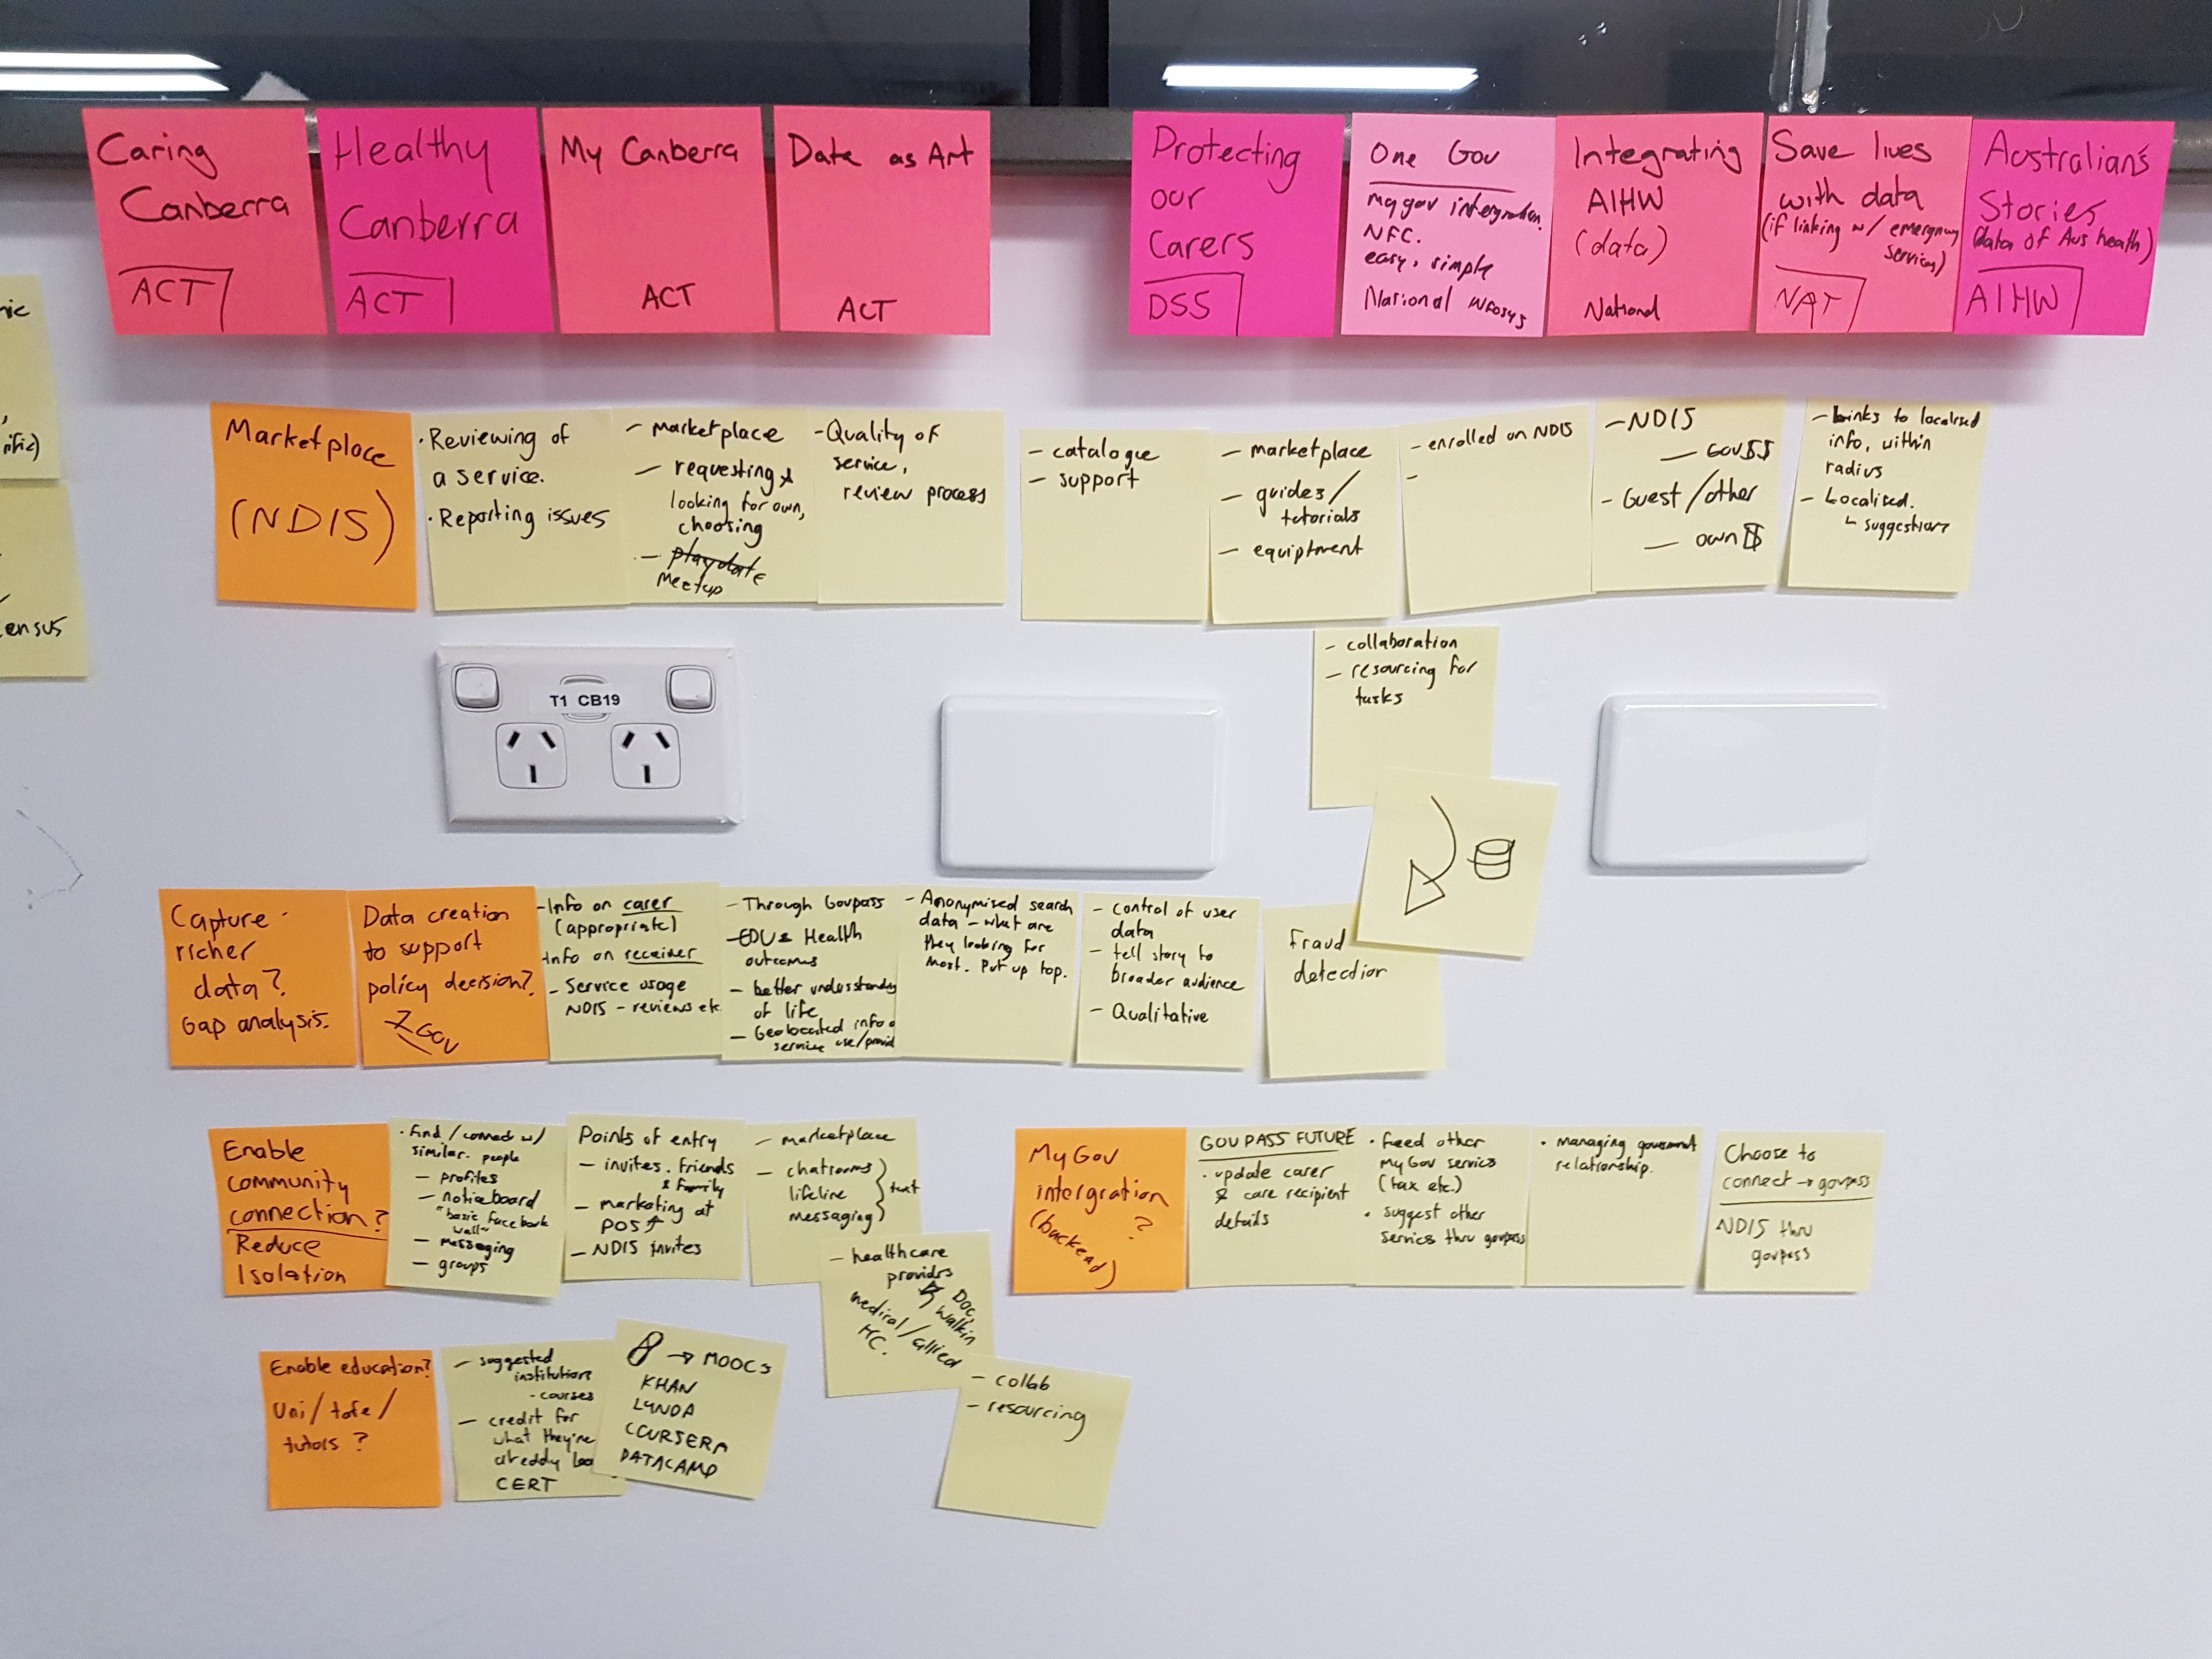 Caring
Canberra
ACT
Healthy
Canberra
ACT
My Canberra
ACT
Data as Art
ACT
Protecting
our
Carers
DSS
One Gov
mygov intergration.
NFC.
easy, simple
National INFOSYS
Integrating
AIHW
(data)
National
Save lives
with data
(if linking w/ emergency
services)
NAT
Australian's
Stories
(data of Aus health)
AIHW
ensus
Marketplace
(NDIS)
· Reviewing of
a service.
· Reporting issues
- marketplace
- requesting &
looking for own,
choosing
- playdate
Meetup
- Quality of
service,
review process
- catalogue
- support
- marketplace
- guides/
tutorials
- equiptment
- enrolled on NDIS
-
- NDIS
- GOV$$
- Guest/other
- own $
- Links to localised
info, within
radius
- Localised.
↳ suggestions
T1 CB19
- collaboration
- resourcing for
tasks
Capture
richer
data?
Gap analysis.
Data creation
to support
policy decision?
GOV
- Info on carer
(appropriate)
- Info on receiver
- Service usage
NDIS - reviews etc
- Through Govpass
- EDU & Health
outcomes
- better understanding
of life
- Geolocated info o
service use/provid
- Anonymised search
data - what are
they looking for
most. Put up top.
- control of user
data
- tell story to
broader audience
- Qualitative
Fraud
detection
Enable
community
connection?
Reduce
Isolation
· find/connect w/
similar people
- profiles
- noticeboard
"basic facebook
wall"
- messaging
- groups
Points of entry
- invites. friends
& family
- marketing at
POS
- NDIS invites
- marketplace
- chatrooms
lifeline
messaging
} text
- healthcare
providers
Doc,
walkin
medical/allied
HC.
- collab
- resourcing
MyGov
intergration
?
(backend)
GOVPASS FUTURE
· update carer
& care recipient
details
· feed other
MyGov services
(tax etc.)
· suggest other
services thru govpass
· managing government
relationship.
Choose to
connect → govpass
NDIS thru
govpass
Enable education?
Uni/tafe/
tutors?
- suggested
institutions
- courses
- credit for
what they're
already
CERT
→ MOOCs
KHAN
LYNDA
COURSERA
DATACAMP